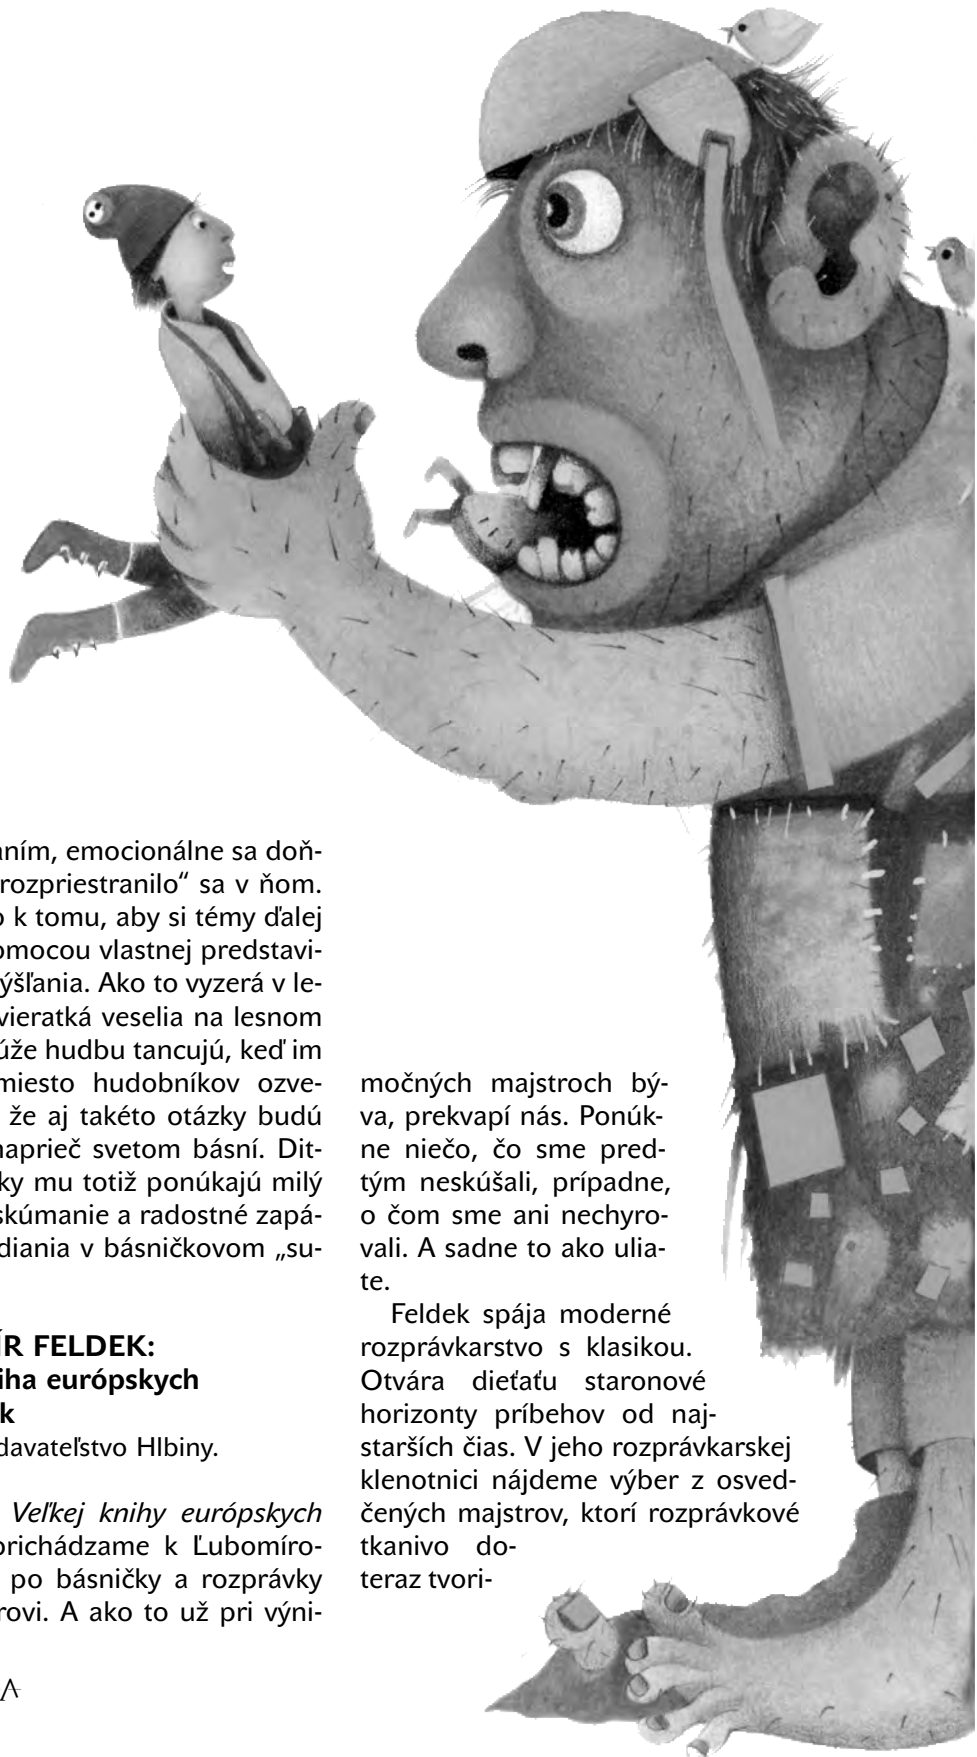 aním, emocionálne sa doň-
rozpriestranilo“ sa v ňom.
o k tomu, aby si témy ďalej
omocou vlastnej predstavi-
ýšľania. Ako to vyzerá v le-
vieratká veselia na lesnom
úže hudbu tancujú, keď im
miesto hudobníkov ozve-
že aj takéto otázky budú
naprieč svetom básní. Dit-
ky mu totiž ponúkajú milý
skúmanie a radostné zapá-
diania v básničkovom „su-
ÍR FELDEK:
iha európskych
k
davateľstvo Hlbiny.
Veľkej knihy európskych
prichádzame k Ľubomíro-
po básničky a rozprávky
rovi. A ako to už pri výni-
močných majstroch bý-
va, prekvapí nás. Ponúk-
ne niečo, čo sme pred-
tým neskúšali, prípadne,
o čom sme ani nechyro-
vali. A sadne to ako ulia-
te.
Feldek spája moderné
rozprávkarstvo s klasikou.
Otvára dieťaťu staronové
horizonty príbehov od naj-
starších čias. V jeho rozprávkarskej
klenotnici nájdeme výber z osved-
čených majstrov, ktorí rozprávkové
tkanivo do-
teraz tvori-
A